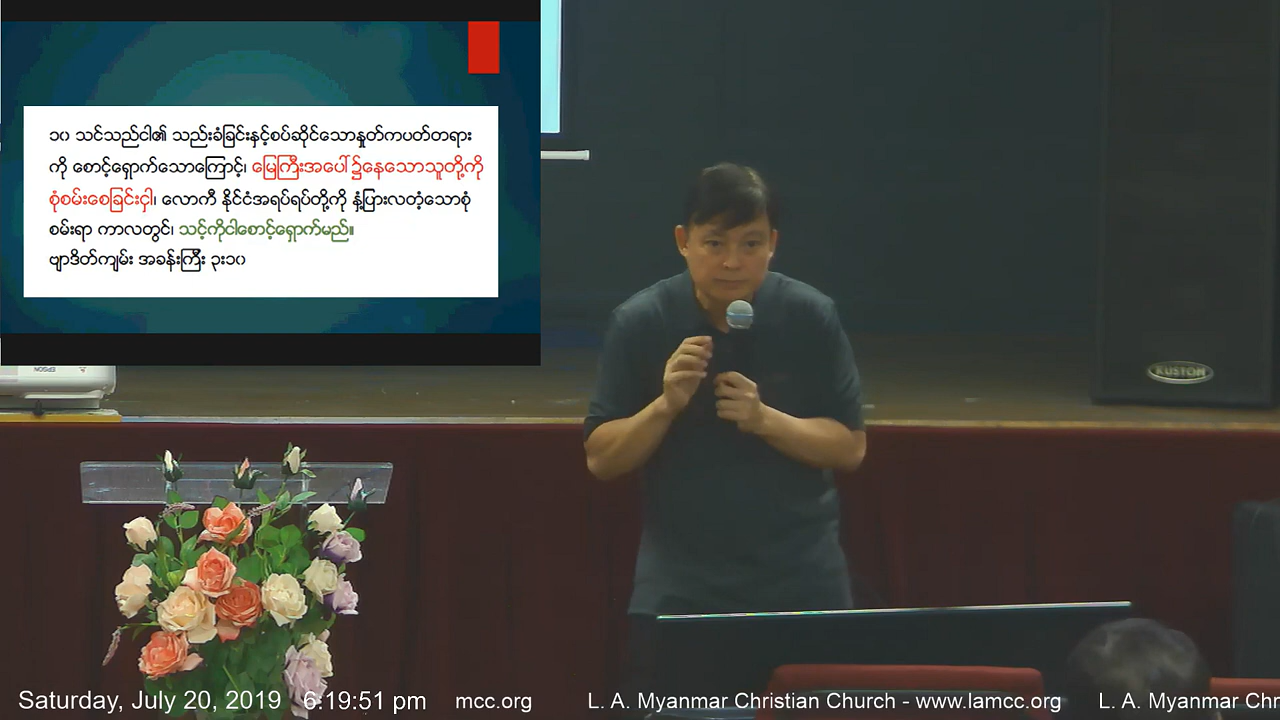 ၁၀ သင်သည်ငါ၏ သည်းခံခြင်းနှင့်စပ်ဆိုင်သောနှုတ်ကပတ်တရား
ကို စောင့်ရှောက်သောကြောင့်၊ မြေကြီးအပေါ်၌နေသောသူတို့ကို
စုံစမ်းစေခြင်းငှါ၊ လောကီ နိုင်ငံအရပ်ရပ်တို့ကို နှံ့ပြားလတံ့သောစုံ
စမ်းရာ ကာလတွင်၊ သင့်ကိုငါစောင့်ရှောက်မည်။
ဗျာဒိတ်ကျမ်း အခန်းကြီး ၃း၁၀
EPSON
KUSTOM
Saturday, July 20, 2019 6:19:51 pm mcc.org L. A. Myanmar Christian Church - www.lamcc.org L. A. Myanmar Chr